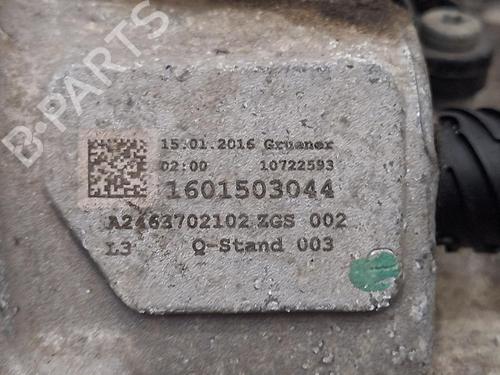 B-PARTS
15.01.2016 Gruener
02:00 10722593
1601503044
A2463702102 ZGS 002
L3 Q-Stand 003